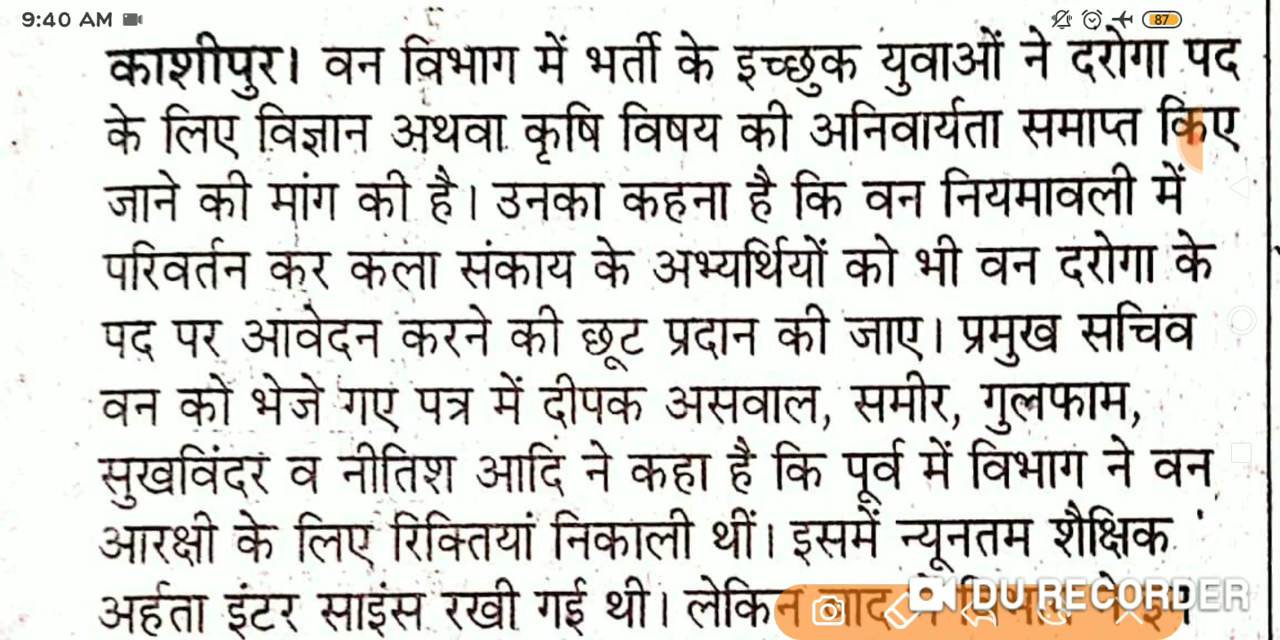 9:40 AM
87
काशीपुर। वन विभाग में भर्ती के इच्छुक युवाओं ने दरोगा पद
के लिए विज्ञान अथवा कृषि विषय की अनिवार्यता समाप्त किए
जाने की मांग की है। उनका कहना है कि वन नियमावली में
परिवर्तन कर कला संकाय के अभ्यर्थियों को भी वन दरोगा के
पद पर आवेदन करने की छूट प्रदान की जाए। प्रमुख सचिव
वन को भेजे गए पत्र में दीपक असवाल, समीर, गुलफाम,
सुखविंदर व नीतिश आदि ने कहा है कि पूर्व में विभाग ने वन
आरक्षी के लिए रिक्तियां निकाली थीं। इसमें न्यूनतम शैक्षिक
अर्हता इंटर साइंस रखी गई थी। लेकिन बाद
DU RECORDER